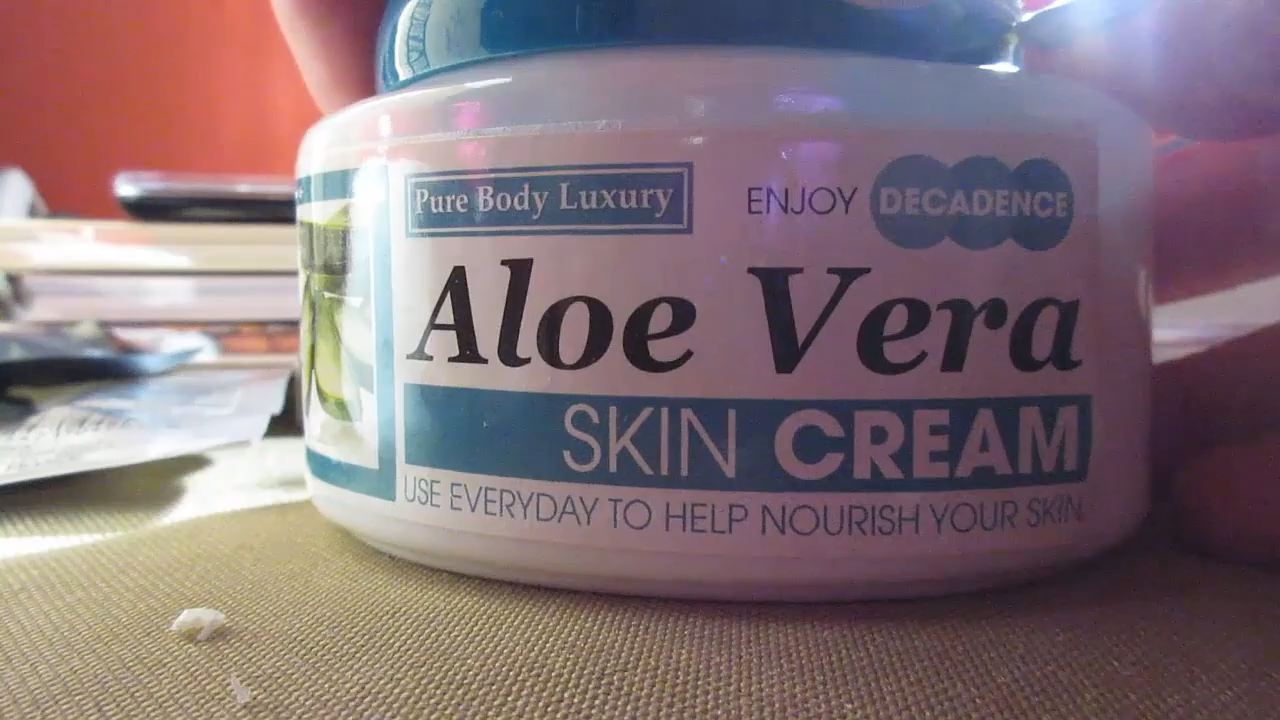 Pure Body Luxury
ENJOY DECADENCE
Aloe Vera
SKIN CREAM
USE EVERYDAY TO HELP NOURISH YOUR SKIN